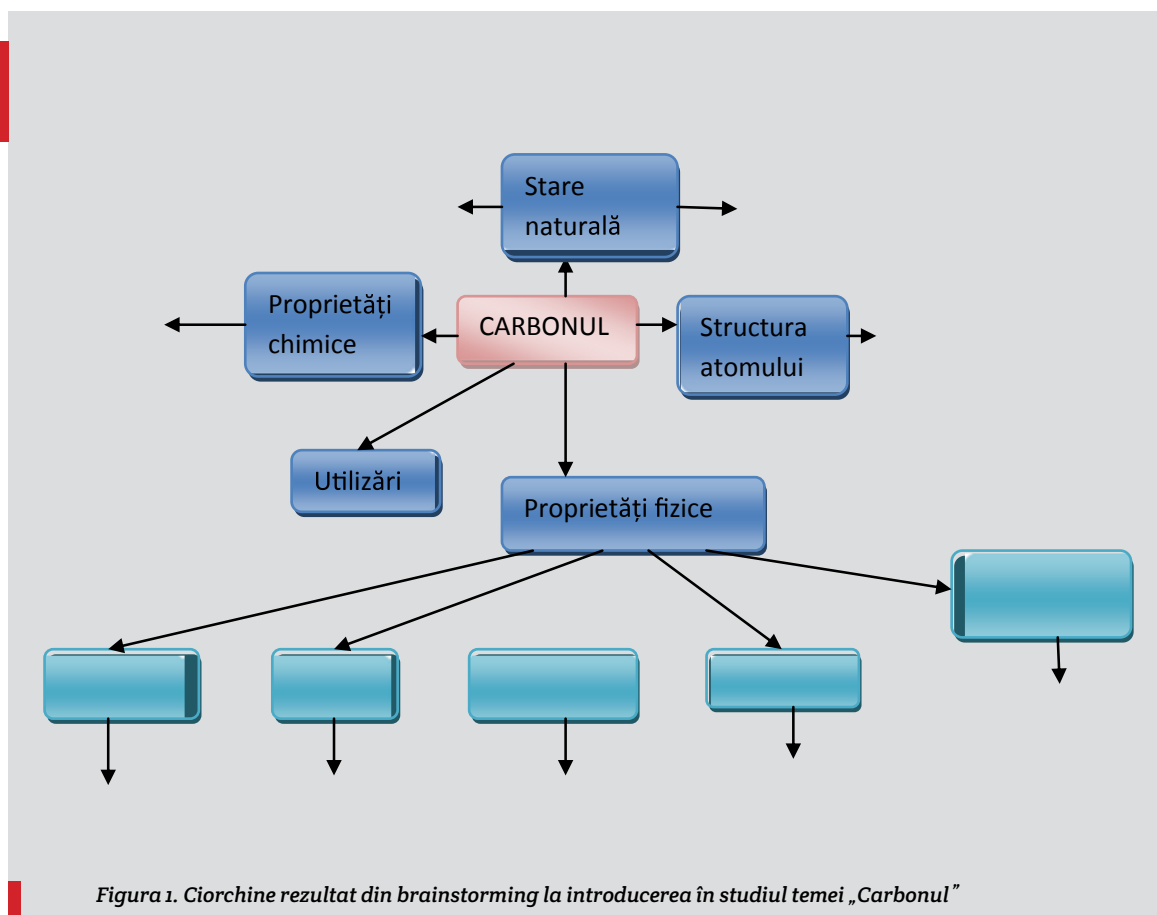 Stare
naturală
Proprietăți
chimice
CARBONUL
Structura
atomului
Utilizări
Proprietăți fizice
Figura 1. Ciorchine rezultat din brainstorming la introducerea în studiul temei „Carbonul”